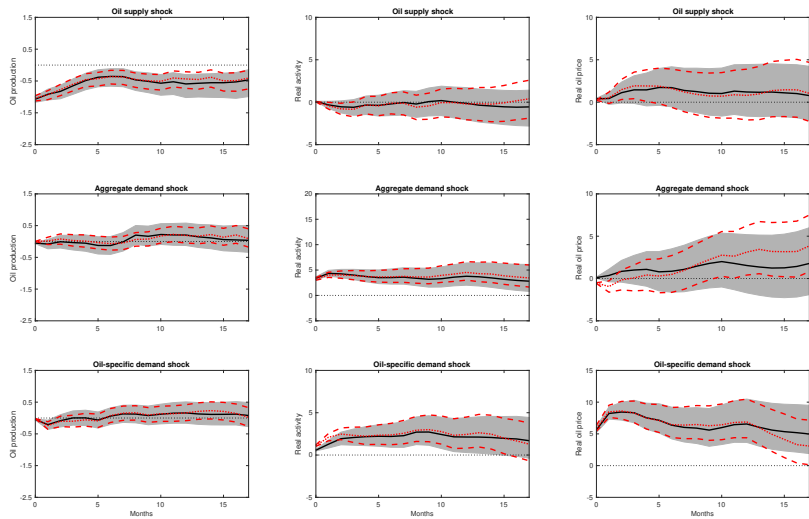 Oil supply shock
Oil production
1.5
0.5
-0.5
-1.5
-2.5
0 5 10 15
Oil supply shock
Real activity
10
5
0
-5
0 5 10 15
Oil supply shock
Real oil price
10
5
0
-5
0 5 10 15
Aggregate demand shock
Oil production
1.5
0.5
-0.5
-1.5
-2.5
0 5 10 15
Aggregate demand shock
Real activity
20
15
10
5
0
-5
0 5 10 15
Aggregate demand shock
Real oil price
10
5
0
-5
0 5 10 15
Oil-specific demand shock
Oil production
1.5
0.5
-0.5
-1.5
-2.5
0 5 10 15
Months
Oil-specific demand shock
Real activity
10
5
0
-5
0 5 10 15
Months
Oil-specific demand shock
Real oil price
15
10
5
0
-5
0 5 10 15
Months